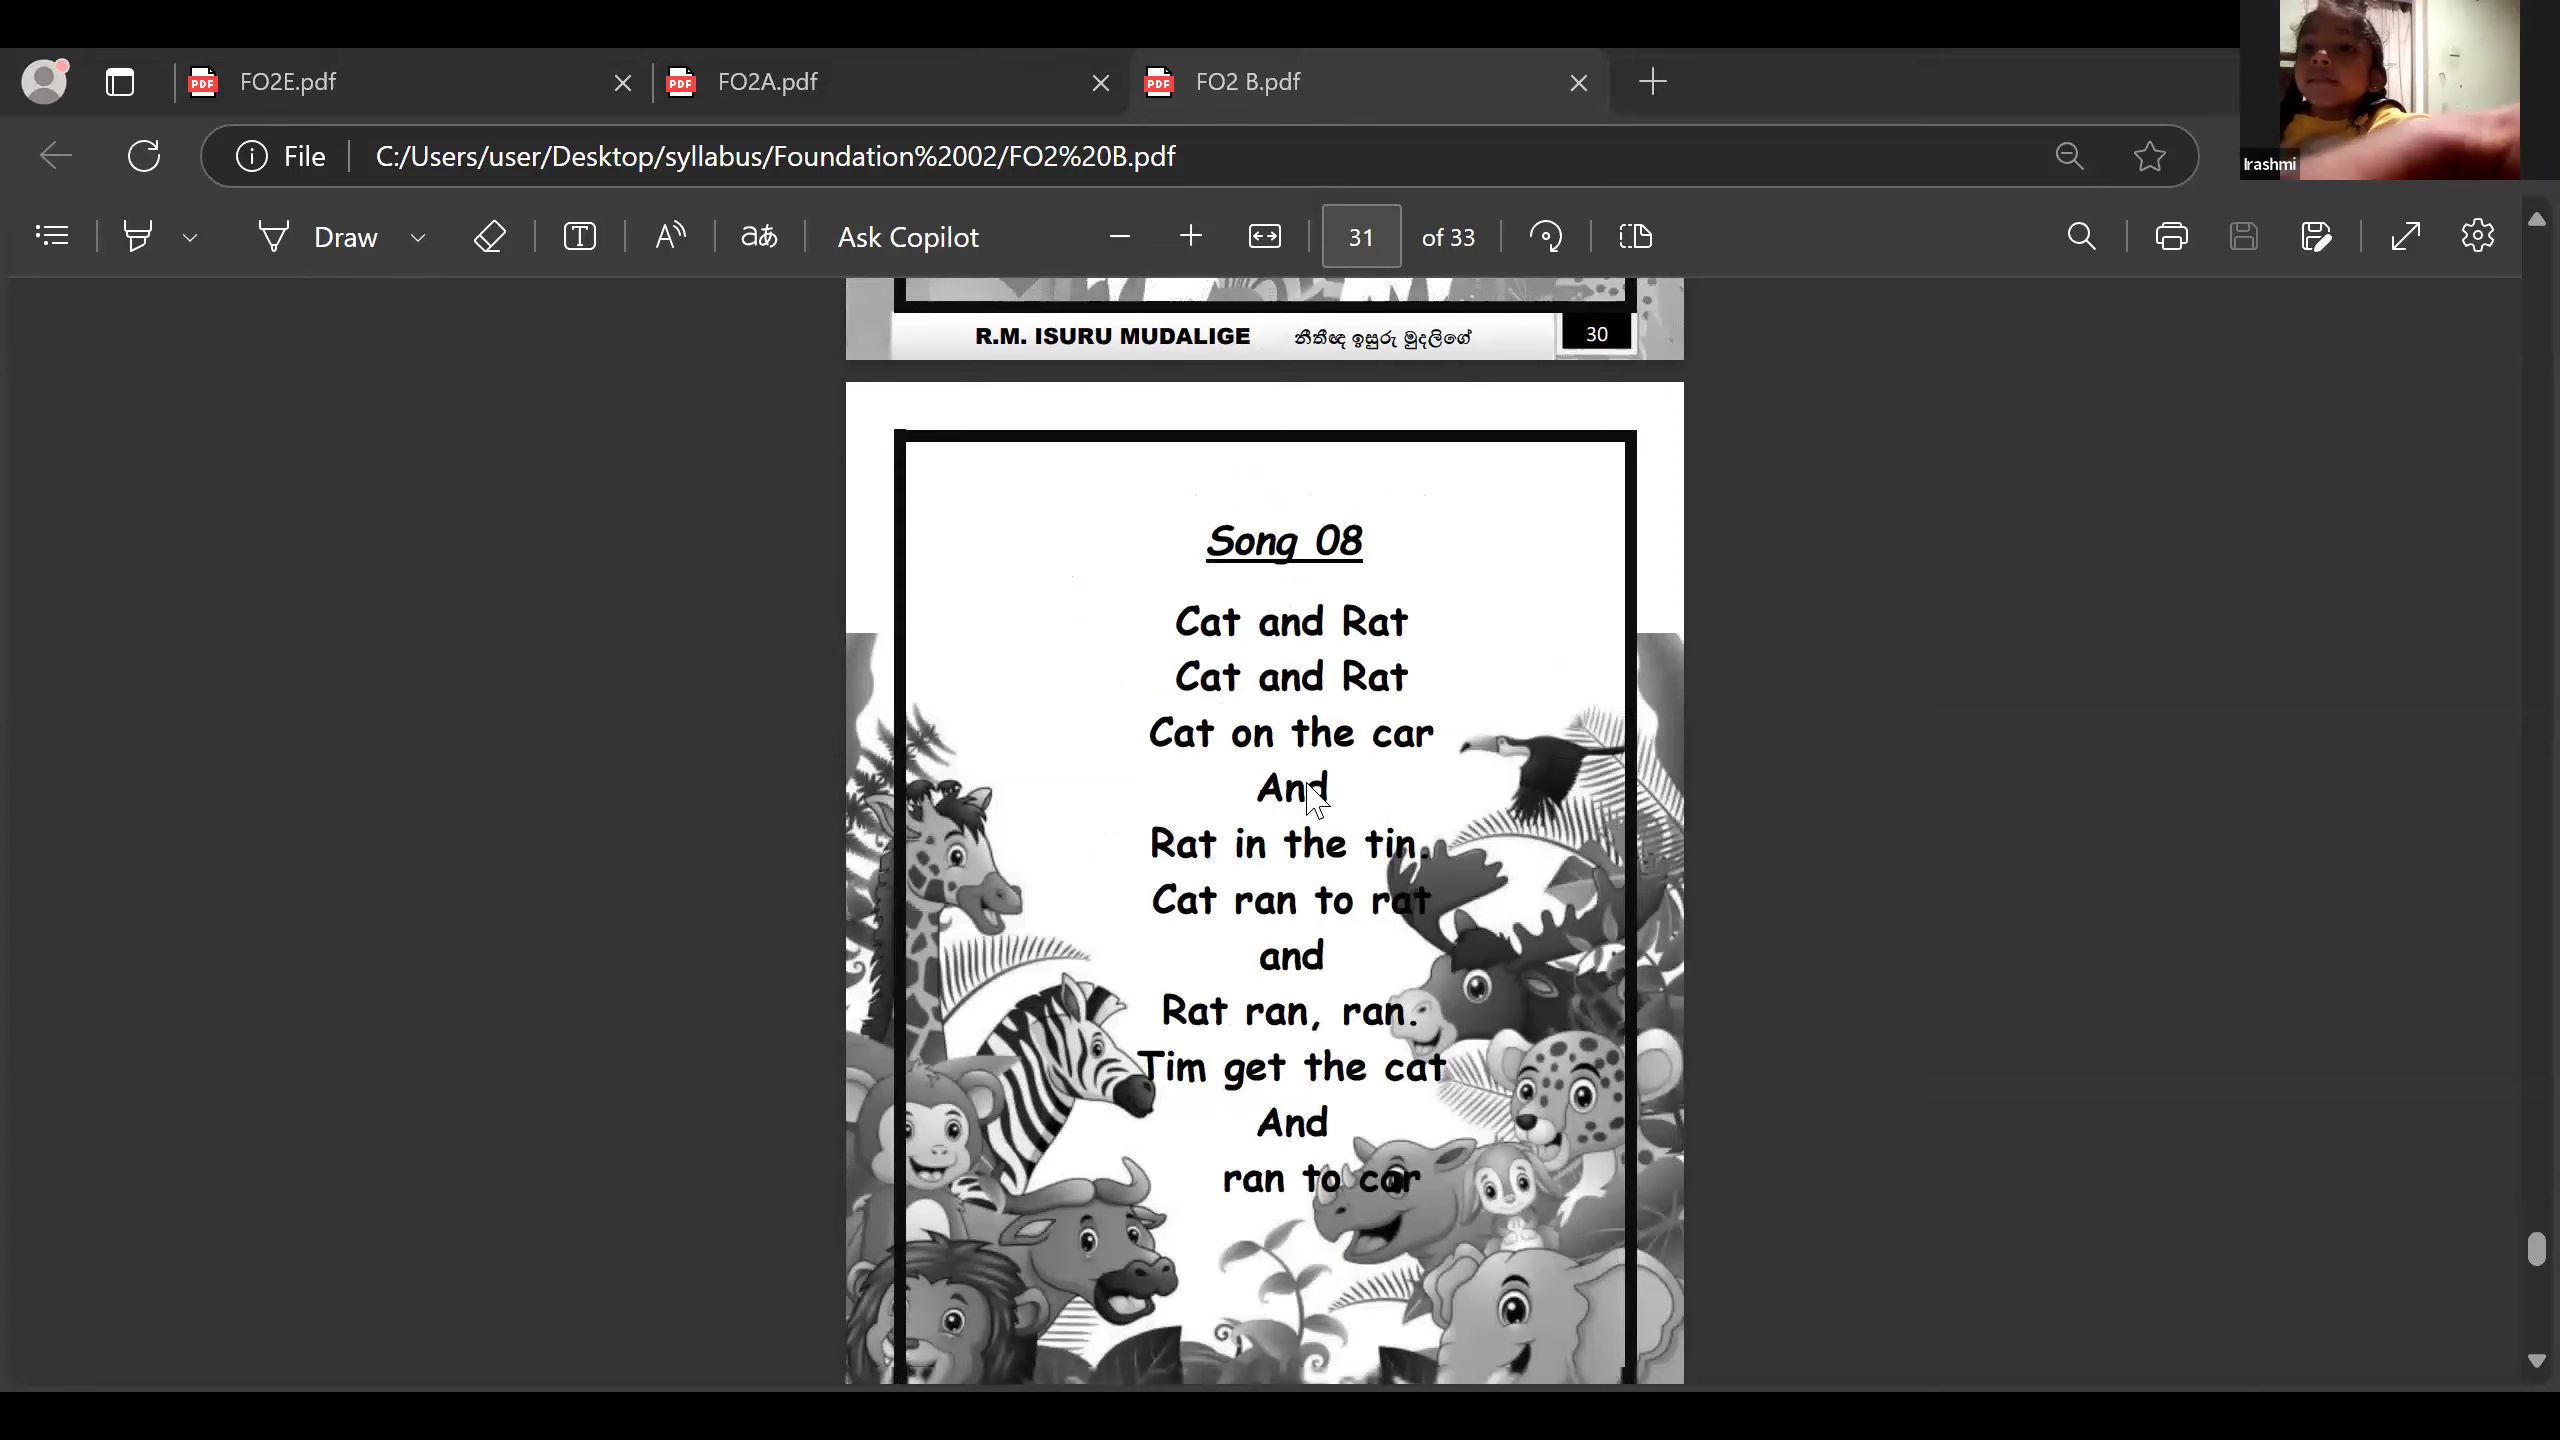 FO2E.pdf
FO2A.pdf
FO2 B.pdf
File
C:/Users/user/Desktop/syllabus/Foundation%2002/FO2%20B.pdf
Irashmi
Draw
Ask Copilot
31 of 33
R.M. ISURU MUDALIGE නීතීඥ ඉසුරු මුදලිගේ 30
Song 08
Cat and Rat
Cat and Rat
Cat on the car
And
Rat in the tin.
Cat ran to rat
and
Rat ran, ran.
Tim get the cat
And
ran to car